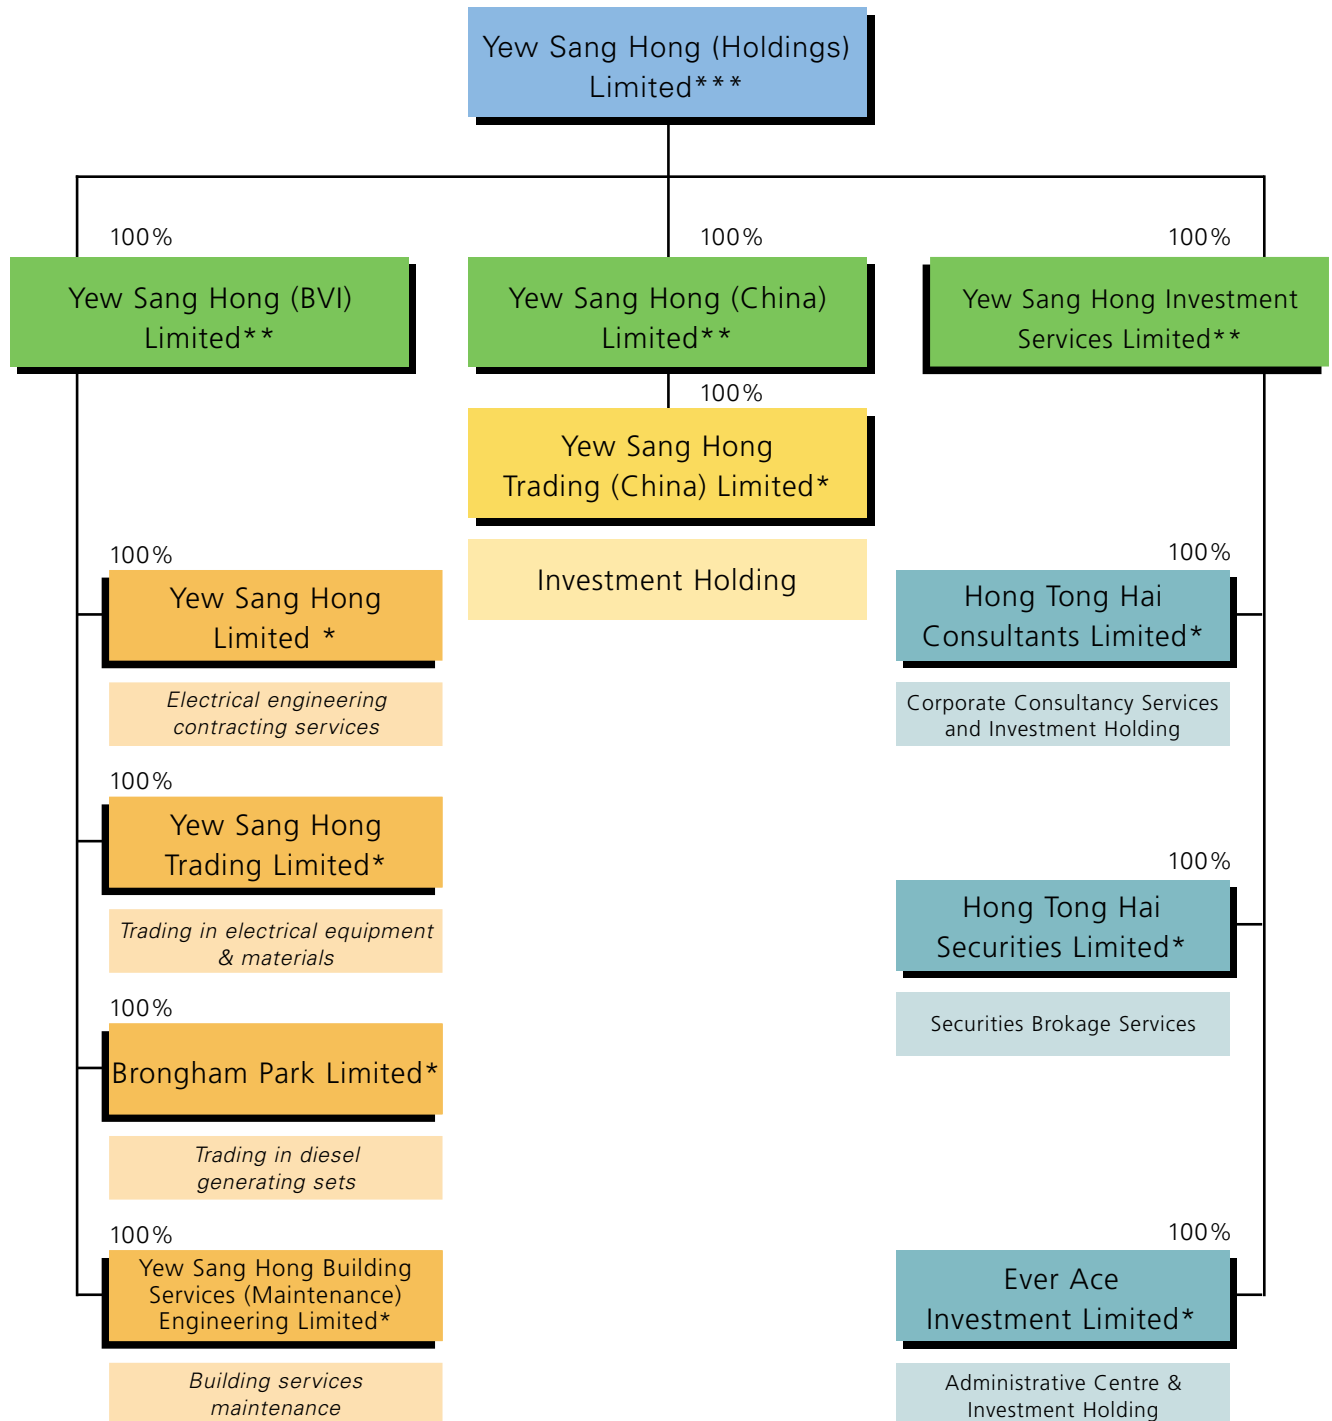 Yew Sang Hong (Holdings)
Limited***
100%
Yew Sang Hong (BVI)
Limited**
100%
Yew Sang Hong (China)
Limited**
100%
Yew Sang Hong Investment
Services Limited**
100%
Yew Sang Hong
Trading (China) Limited*
Investment Holding
100%
Yew Sang Hong
Limited *
Electrical engineering
contracting services
100%
Yew Sang Hong
Trading Limited*
Trading in electrical equipment
& materials
100%
Brongham Park Limited*
Trading in diesel
generating sets
100%
Yew Sang Hong Building
Services (Maintenance)
Engineering Limited*
Building services
maintenance
100%
Hong Tong Hai
Consultants Limited*
Corporate Consultancy Services
and Investment Holding
100%
Hong Tong Hai
Securities Limited*
Securities Brokage Services
100%
Ever Ace
Investment Limited*
Administrative Centre &
Investment Holding